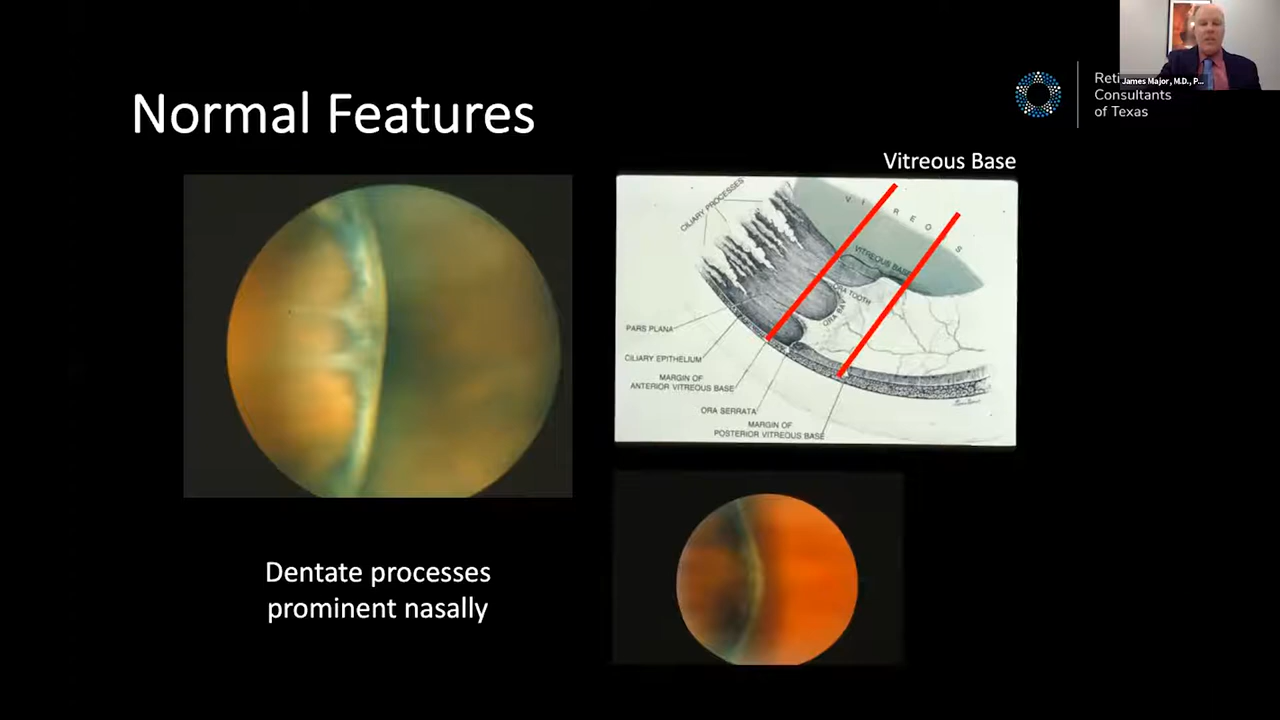 Normal Features
Consultants
of Texas
James Major, M.D., P...
Vitreous Base
CILIARY PROCESSES
VITREOUS
VITREOUS BASE
ORA TOOTH
ORA BAY
PARS PLANA
CILIARY EPITHELIUM
MARGIN OF
ANTERIOR VITREOUS BASE
ORA SERRATA
MARGIN OF
POSTERIOR VITREOUS BASE
Dentate processes
prominent nasally